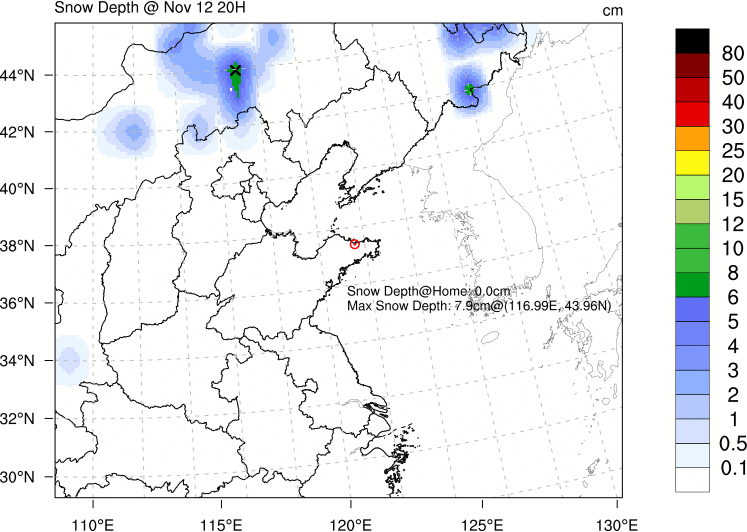 Snow Depth @ Nov 12 20H
cm
44°N
42°N
40°N
38°N
36°N
34°N
32°N
30°N
110°E
115°E
120°E
125°E
130°E
Snow Depth@Home: 0.0cm
Max Snow Depth: 7.9cm@(116.99E, 43.96N)
80
50
40
30
25
20
15
12
10
8
6
5
4
3
2
1
0.5
0.1